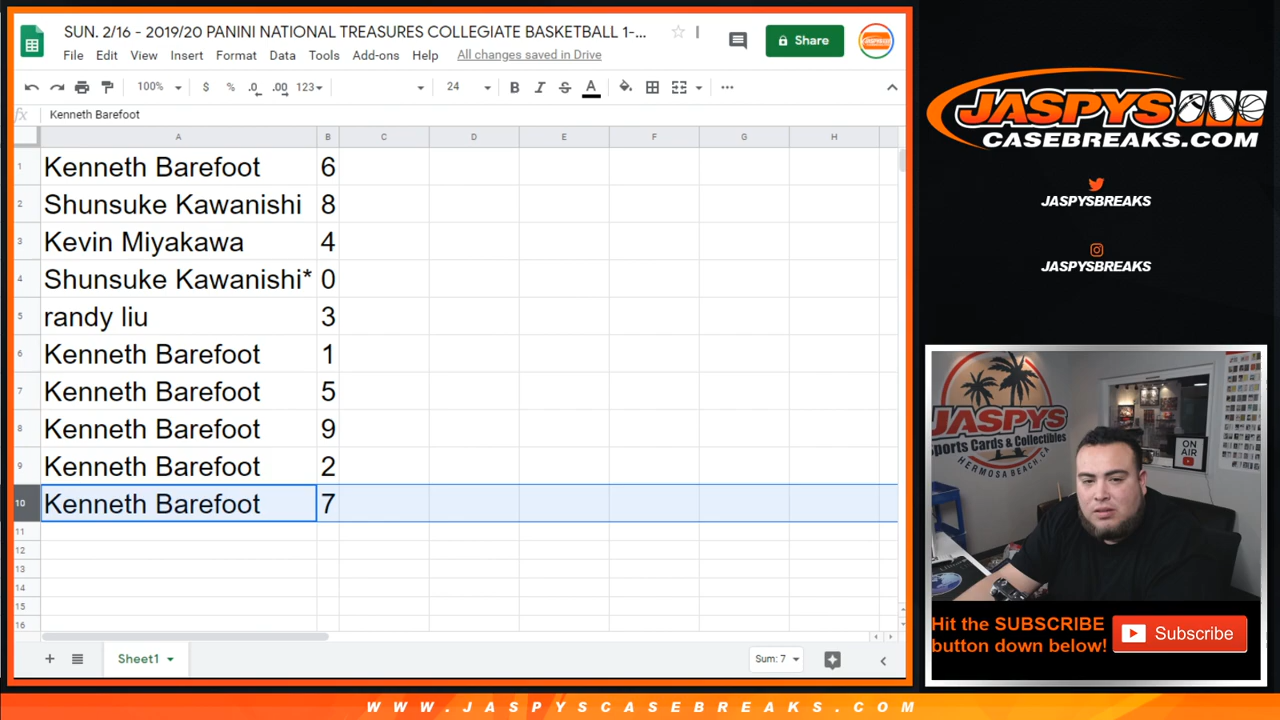 SUN. 2/16 - 2019/20 PANINI NATIONAL TREASURES COLLEGIATE BASKETBALL 1-...
File Edit View Insert Format Data Tools Add-ons Help All changes saved in Drive
Share
100% $ % .0 .00 123 24 B I S A
fx Kenneth Barefoot
A B C D E F G H
1 Kenneth Barefoot 6
2 Shunsuke Kawanishi 8
3 Kevin Miyakawa 4
4 Shunsuke Kawanishi* 0
5 randy liu 3
6 Kenneth Barefoot 1
7 Kenneth Barefoot 5
8 Kenneth Barefoot 9
9 Kenneth Barefoot 2
10 Kenneth Barefoot 7
11
12
13
14
15
16
Sheet1 Sum: 7
JASPYS
CASEBREAKS.COM
JASPYSBREAKS
JASPYSBREAKS
JASPYS
Sports Cards & Collectibles
HERMOSA BEACH, CA
ON
AIR
Hit the SUBSCRIBE
button down below!
Subscribe
WWW.JASPYSCASEBREAKS.COM